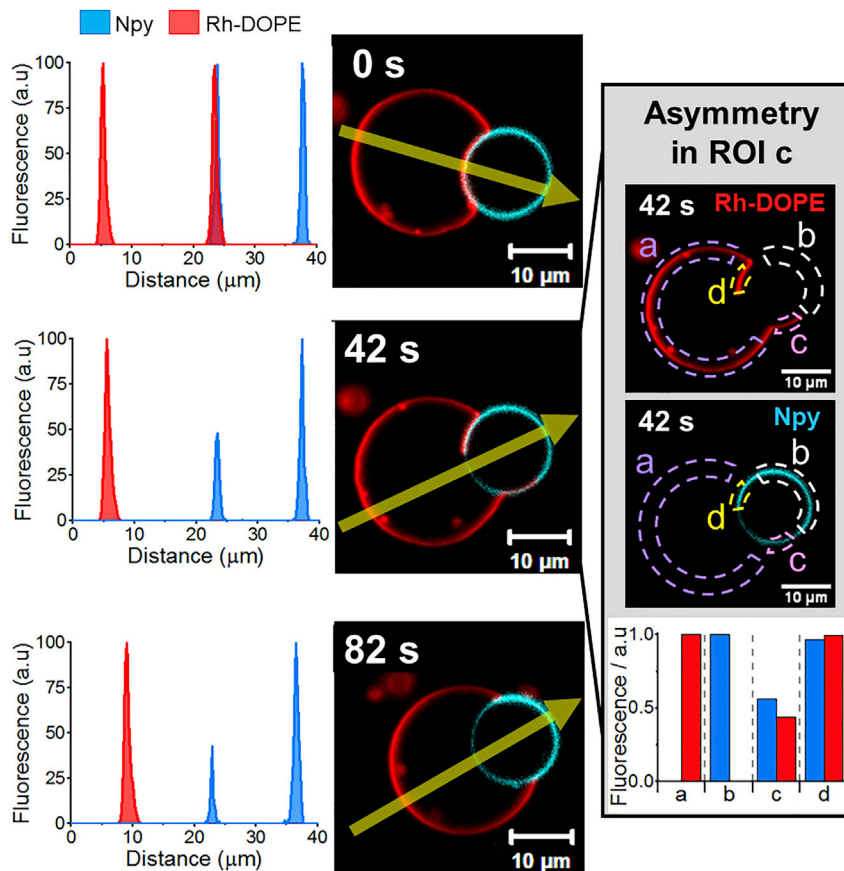 Npy Rh-DOPE
Fluorescence (a.u)
100
75
50
25
0
0 10 20 30 40
Distance (μm)
0 s
10 μm
Fluorescence (a.u)
100
75
50
25
0
0 10 20 30 40
Distance (μm)
42 s
10 μm
Fluorescence (a.u)
100
75
50
25
0
0 10 20 30 40
Distance (μm)
82 s
10 μm
Asymmetry
in ROI c
42 s Rh-DOPE
a
b
d
c
10 μm
42 s Npy
a
b
d
c
10 μm
Fluorescence / a.u
1.0
0.5
0.0
a b c d